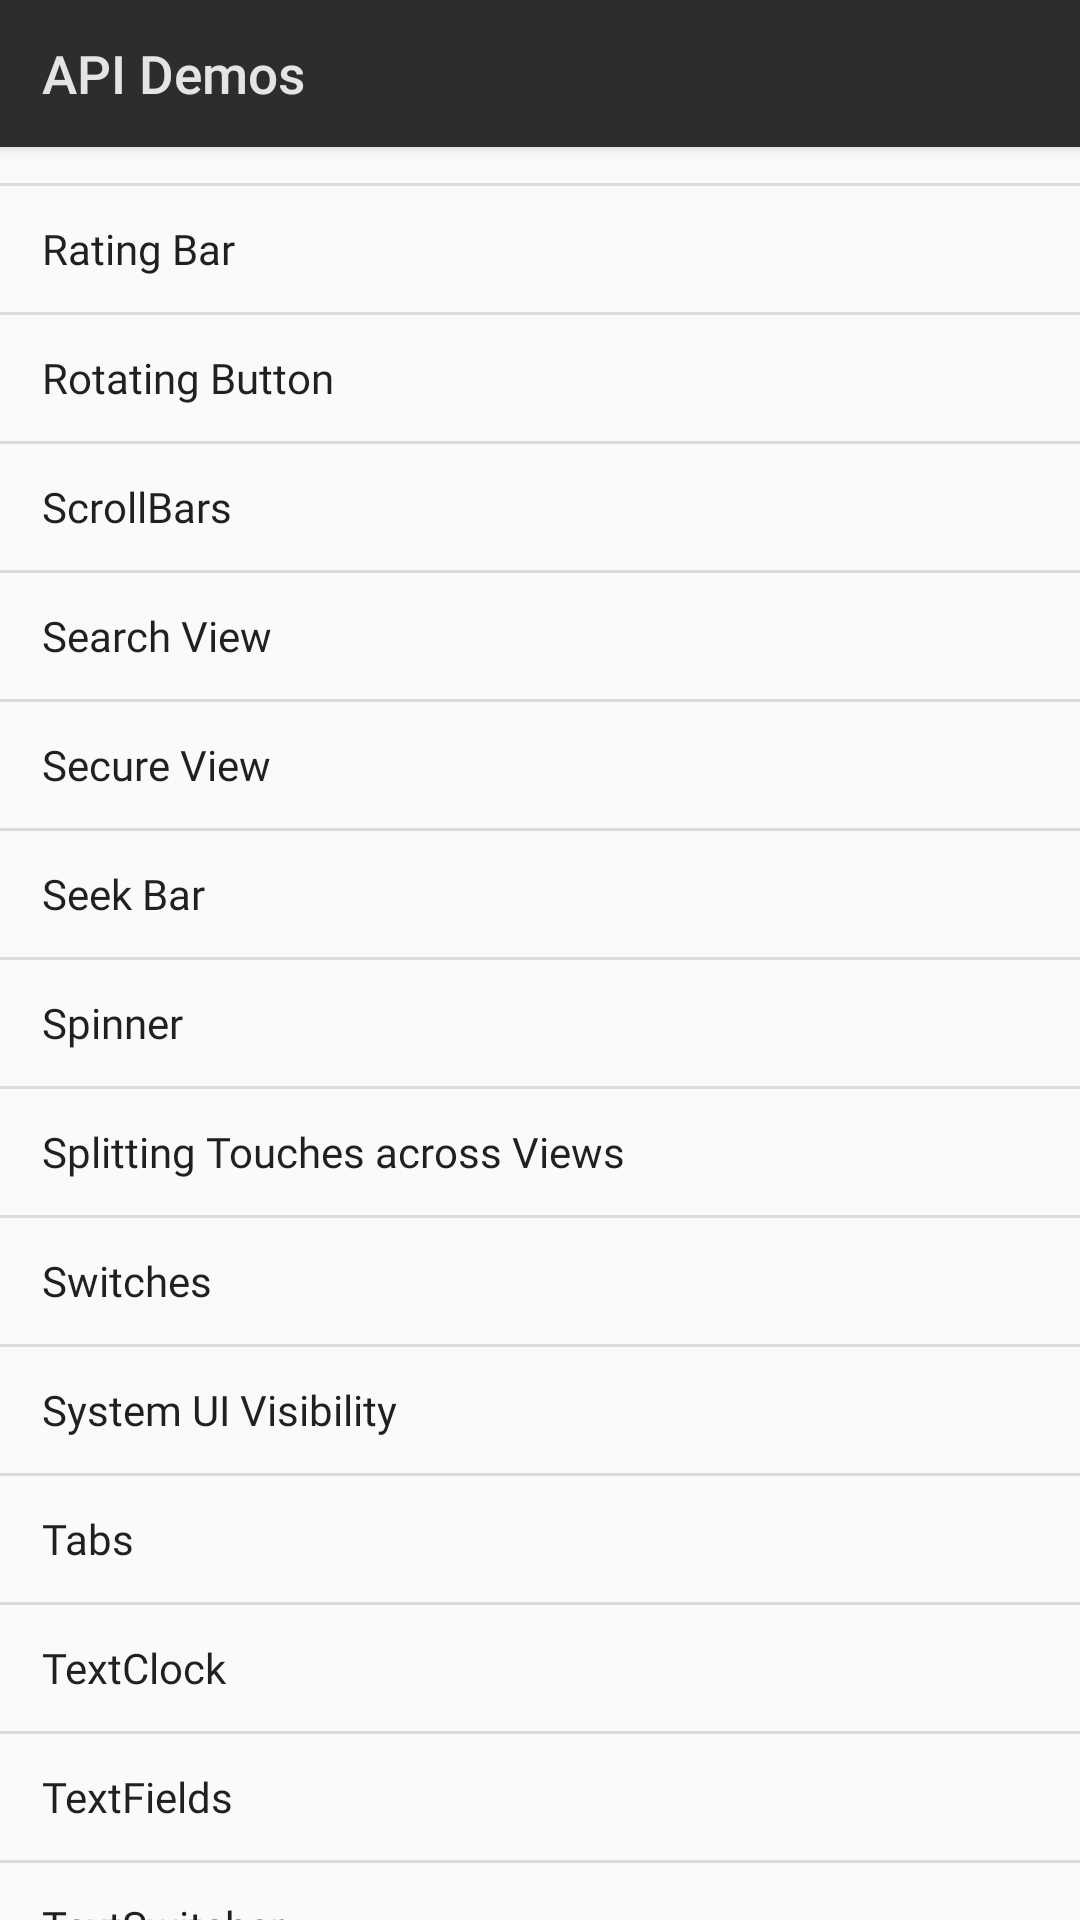 API Demos
Rating Bar
Rotating Button
ScrollBars
Search View
Secure View
Seek Bar
Spinner
Splitting Touches across Views
Switches
System UI Visibility
Tabs
TextClock
TextFields
TextSwitcher